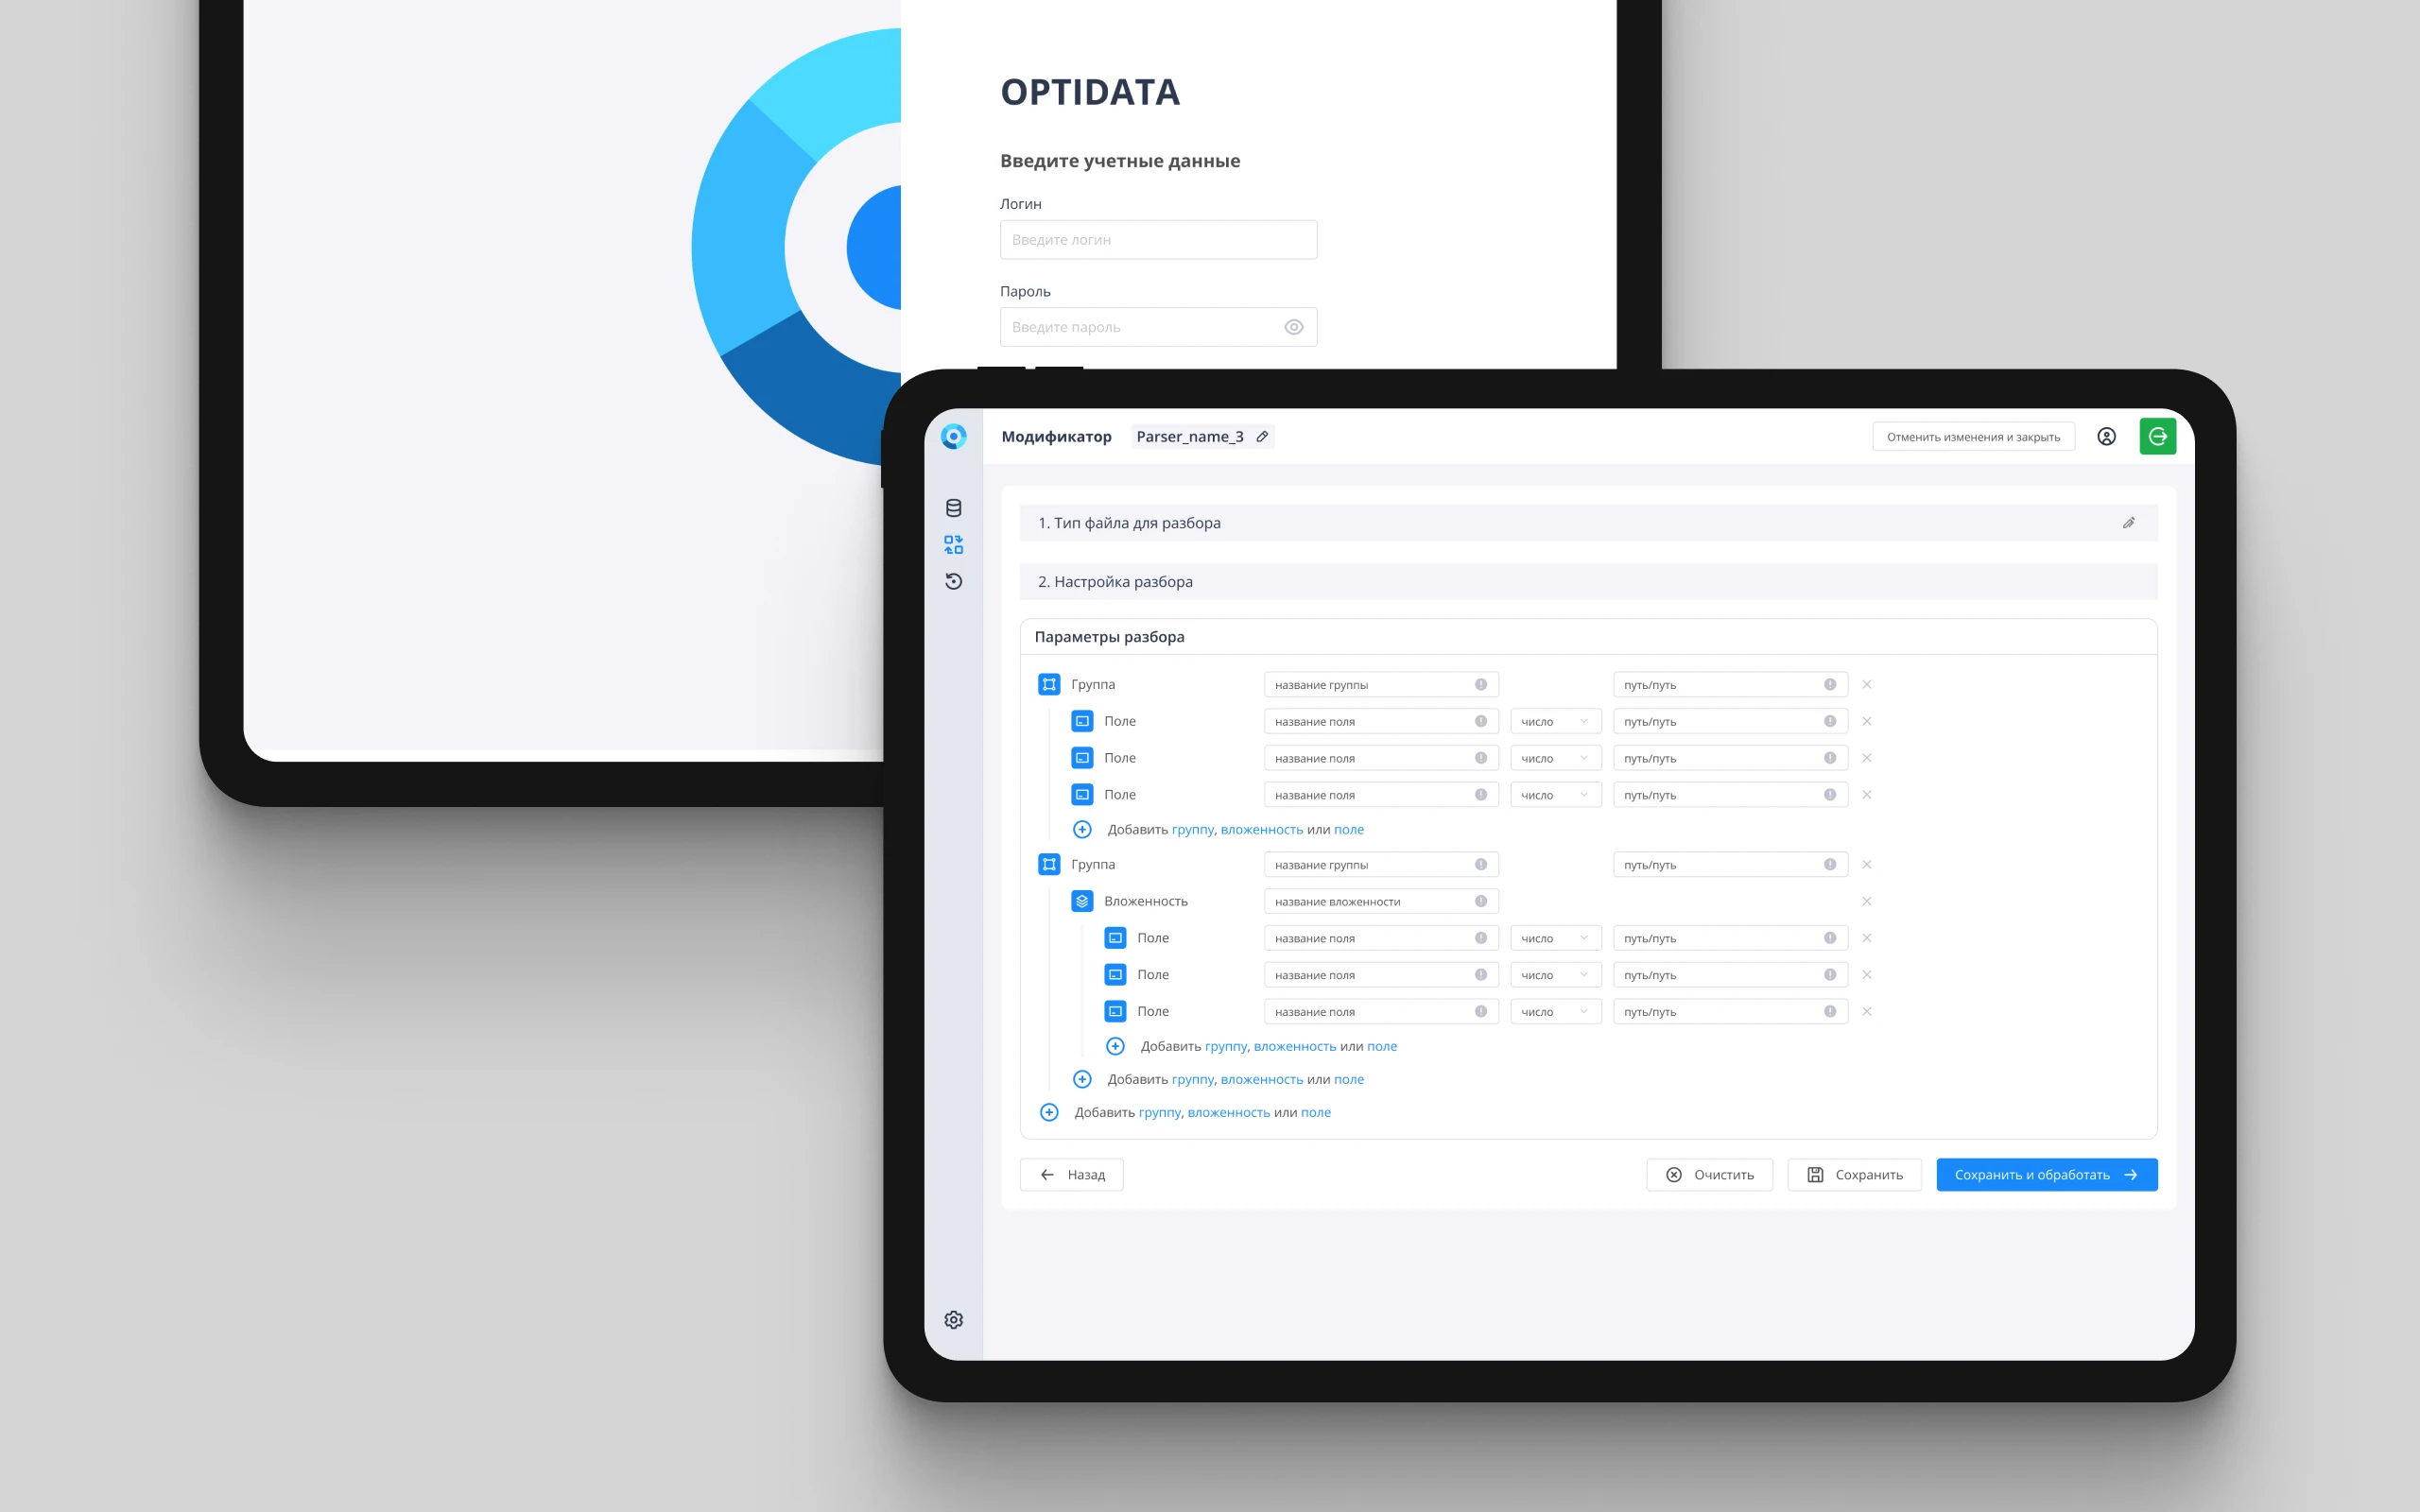 OPTIDATA
Введите учетные данные
Логин
Введите логин
Пароль
Введите пароль
Модификатор Parser_name_3 Отменить изменения и закрыть
1. Тип файла для разбора
2. Настройка разбора
Параметры разбора
Группа название группы путь/путь
Поле название поля число путь/путь
Поле название поля число путь/путь
Поле название поля число путь/путь
Добавить группу, вложенность или поле
Группа название группы путь/путь
Вложенность название вложенности
Поле название поля число путь/путь
Поле название поля число путь/путь
Поле название поля число путь/путь
Добавить группу, вложенность или поле
Добавить группу, вложенность или поле
Добавить группу, вложенность или поле
Назад Очистить Сохранить Сохранить и обработать